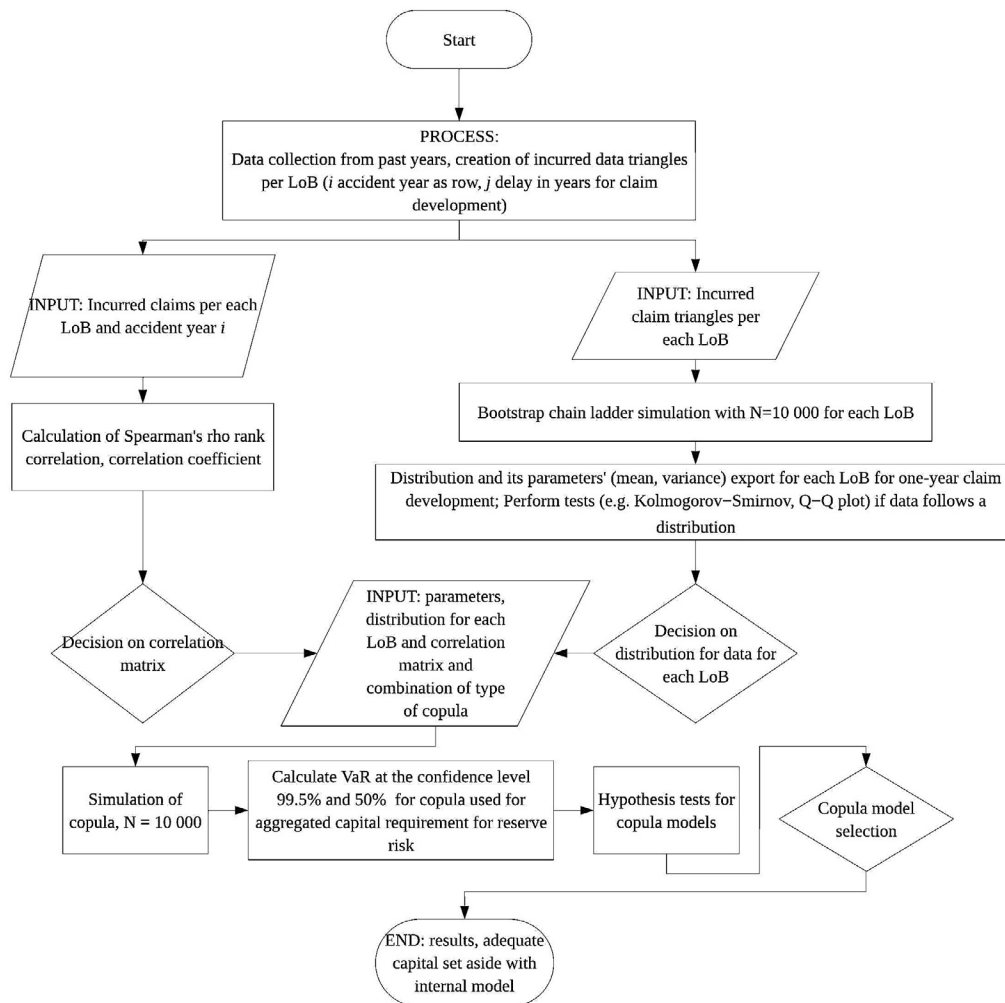 Start
PROCESS:
Data collection from past years, creation of incurred data triangles
per LoB (i accident year as row, j delay in years for claim
development)
INPUT: Incurred claims per each
LoB and accident year i
INPUT: Incurred
claim triangles per
each LoB
Calculation of Spearman's rho rank
correlation, correlation coefficient
Bootstrap chain ladder simulation with N=10 000 for each LoB
Distribution and its parameters' (mean, variance) export for each LoB for one-year claim
development; Perform tests (e.g. Kolmogorov−Smirnov, Q−Q plot) if data follows a
distribution
Decision on correlation
matrix
INPUT: parameters,
distribution for each
LoB and correlation
matrix and
combination of type
of copula
Decision on
distribution for data for
each LoB
Simulation of
copula, N = 10 000
Calculate VaR at the confidence level
99.5% and 50% for copula used for
aggregated capital requirement for reserve
risk
Hypothesis tests for
copula models
Copula model
selection
END: results, adequate
capital set aside with
internal model